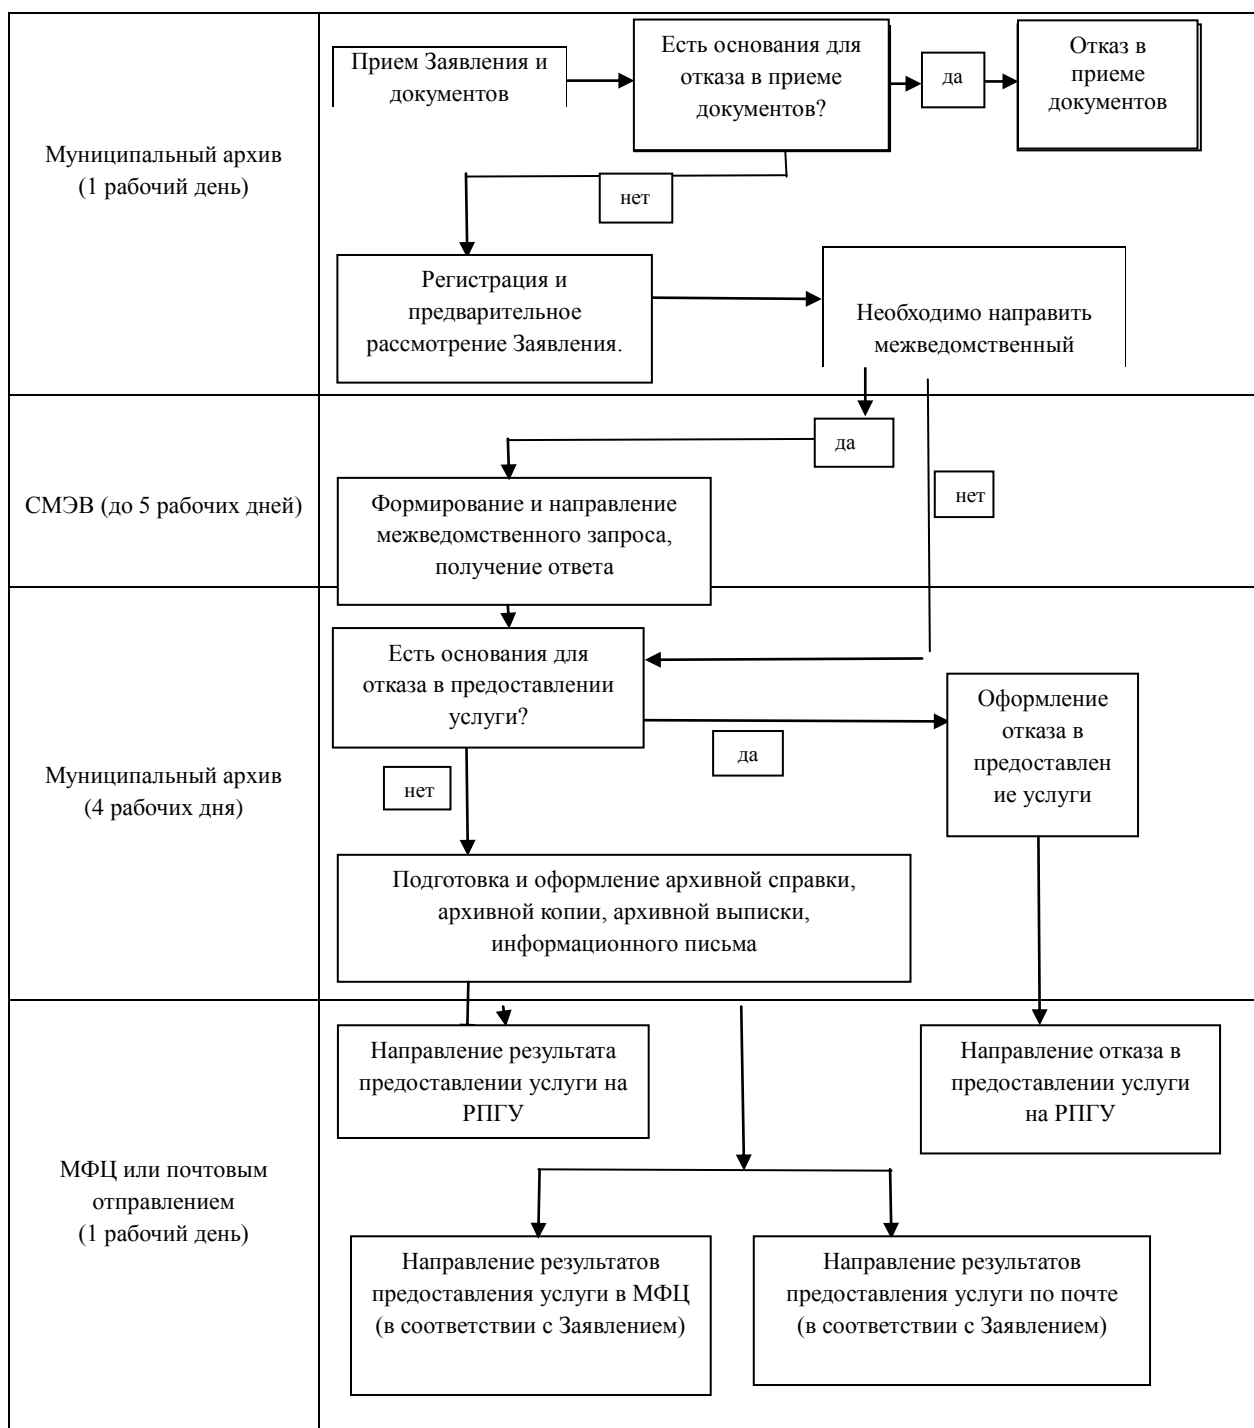 Муниципальный архив
(1 рабочий день)
Прием Заявления и
документов
Есть основания для
отказа в приеме
документов?
да
Отказ в
приеме
документов
нет
Регистрация и
предварительное
рассмотрение Заявления.
Необходимо направить
межведомственный
СМЭВ (до 5 рабочих дней)
да
нет
Формирование и направление
межведомственного запроса,
получение ответа
Муниципальный архив
(4 рабочих дня)
Есть основания для
отказа в предоставлении
услуги?
да
нет
Оформление
отказа в
предоставлен
ие услуги
Подготовка и оформление архивной справки,
архивной копии, архивной выписки,
информационного письма
МФЦ или почтовым
отправлением
(1 рабочий день)
Направление результата
предоставлении услуги на
РПГУ
Направление отказа в
предоставлении услуги
на РПГУ
Направление результатов
предоставления услуги в МФЦ
(в соответствии с Заявлением)
Направление результатов
предоставления услуги по почте
(в соответствии с Заявлением)